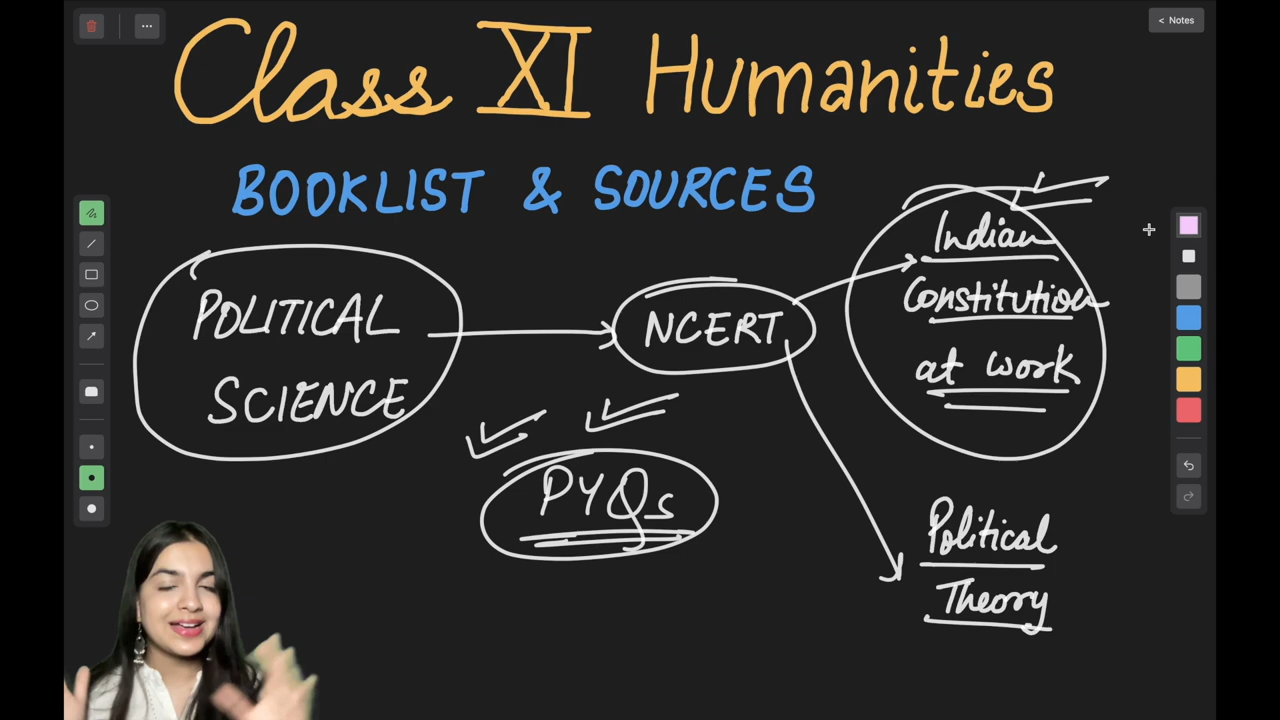 < Notes
Class XI Humanities
BOOKLIST & SOURCES
POLITICAL
SCIENCE
NCERT
Indian
Constitution
at work
PYQs
Political
Theory